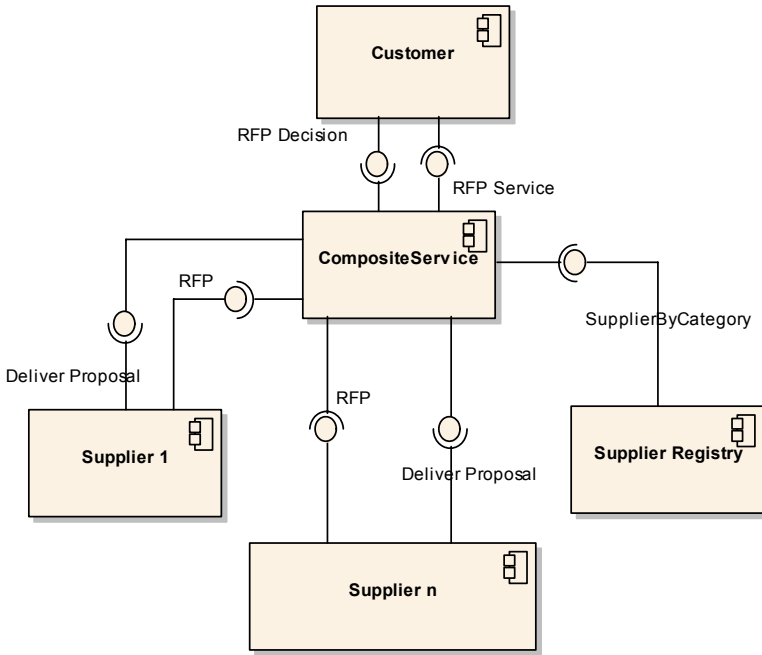 Customer
RFP Decision
RFP Service
CompositeService
RFP
SupplierByCategory
Deliver Proposal
RFP
Supplier 1
Supplier Registry
Deliver Proposal
Supplier n